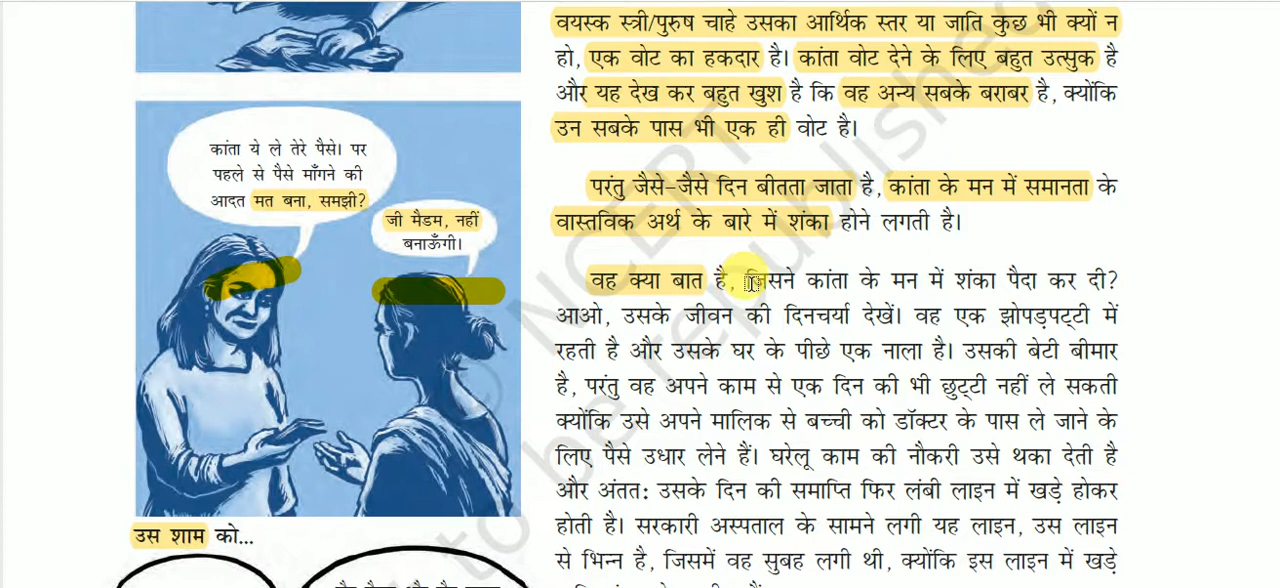 कांता ये ले तेरे पैसे। पर
पहले से पैसे माँगने की
आदत मत बना, समझी?
जी मैडम, नहीं
बनाऊँगी।
उस शाम को...
वयस्क स्त्री/पुरुष चाहे उसका आर्थिक स्तर या जाति कुछ भी क्यों न
हो, एक वोट का हकदार है। कांता वोट देने के लिए बहुत उत्सुक है
और यह देख कर बहुत खुश है कि वह अन्य सबके बराबर है, क्योंकि
उन सबके पास भी एक ही वोट है।
परंतु जैसे-जैसे दिन बीतता जाता है, कांता के मन में समानता के
वास्तविक अर्थ के बारे में शंका होने लगती है।
वह क्या बात है, जिसने कांता के मन में शंका पैदा कर दी?
आओ, उसके जीवन की दिनचर्या देखें। वह एक झोपड़पट्टी में
रहती है और उसके घर के पीछे एक नाला है। उसकी बेटी बीमार
है, परंतु वह अपने काम से एक दिन की भी छुट्टी नहीं ले सकती
क्योंकि उसे अपने मालिक से बच्ची को डॉक्टर के पास ले जाने के
लिए पैसे उधार लेने हैं। घरेलू काम की नौकरी उसे थका देती है
और अंतत: उसके दिन की समाप्ति फिर लंबी लाइन में खड़े होकर
होती है। सरकारी अस्पताल के सामने लगी यह लाइन, उस लाइन
से भिन्न है, जिसमें वह सुबह लगी थी, क्योंकि इस लाइन में खड़े
© NCERT
to be republished